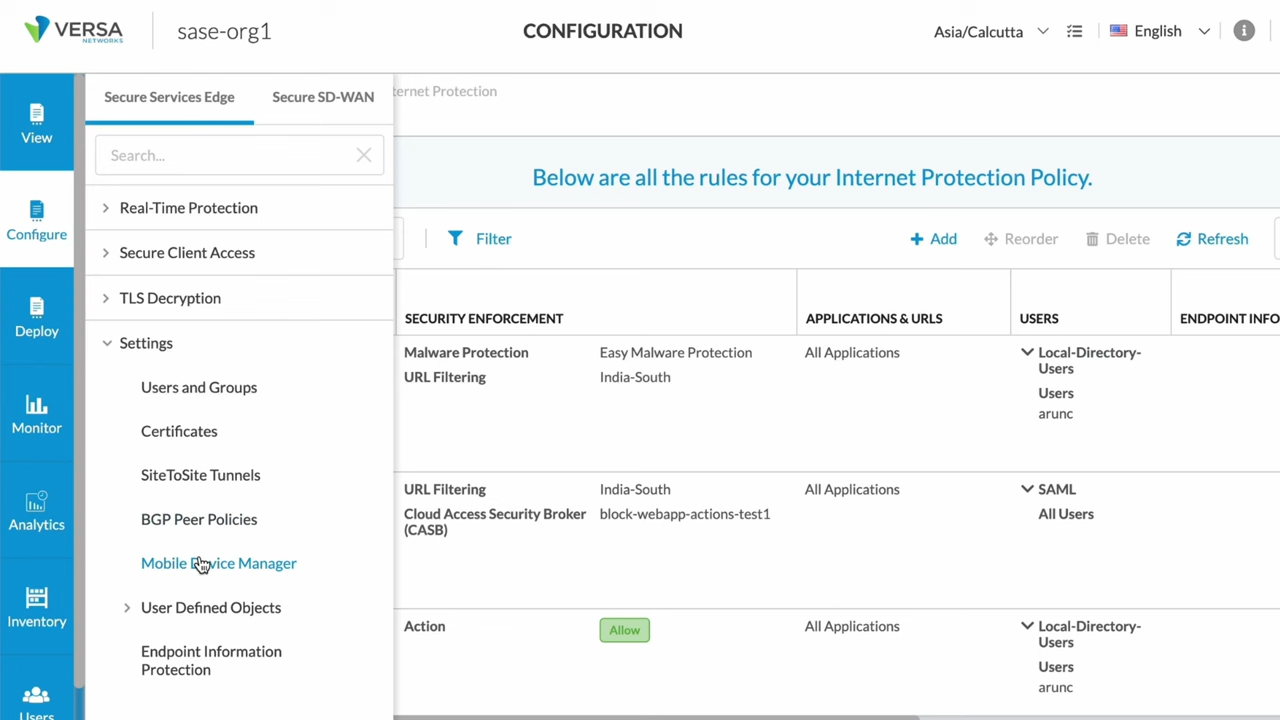 VERSA
NETWORKS
sase-org1
CONFIGURATION
Asia/Calcutta
English
View
Configure
Deploy
Monitor
Analytics
Inventory
Users
Secure Services Edge
Secure SD-WAN
Search...
Real-Time Protection
Secure Client Access
TLS Decryption
Settings
Users and Groups
Certificates
SiteToSite Tunnels
BGP Peer Policies
Mobile Device Manager
User Defined Objects
Endpoint Information
Protection
ternet Protection
Below are all the rules for your Internet Protection Policy.
Filter
Add
Reorder
Delete
Refresh
SECURITY ENFORCEMENT
APPLICATIONS & URLS
USERS
ENDPOINT INFO
Malware Protection
Easy Malware Protection
URL Filtering
India-South
All Applications
Local-Directory-
Users
Users
arunc
URL Filtering
India-South
Cloud Access Security Broker
(CASB)
block-webapp-actions-test1
All Applications
SAML
All Users
Action
Allow
All Applications
Local-Directory-
Users
Users
arunc